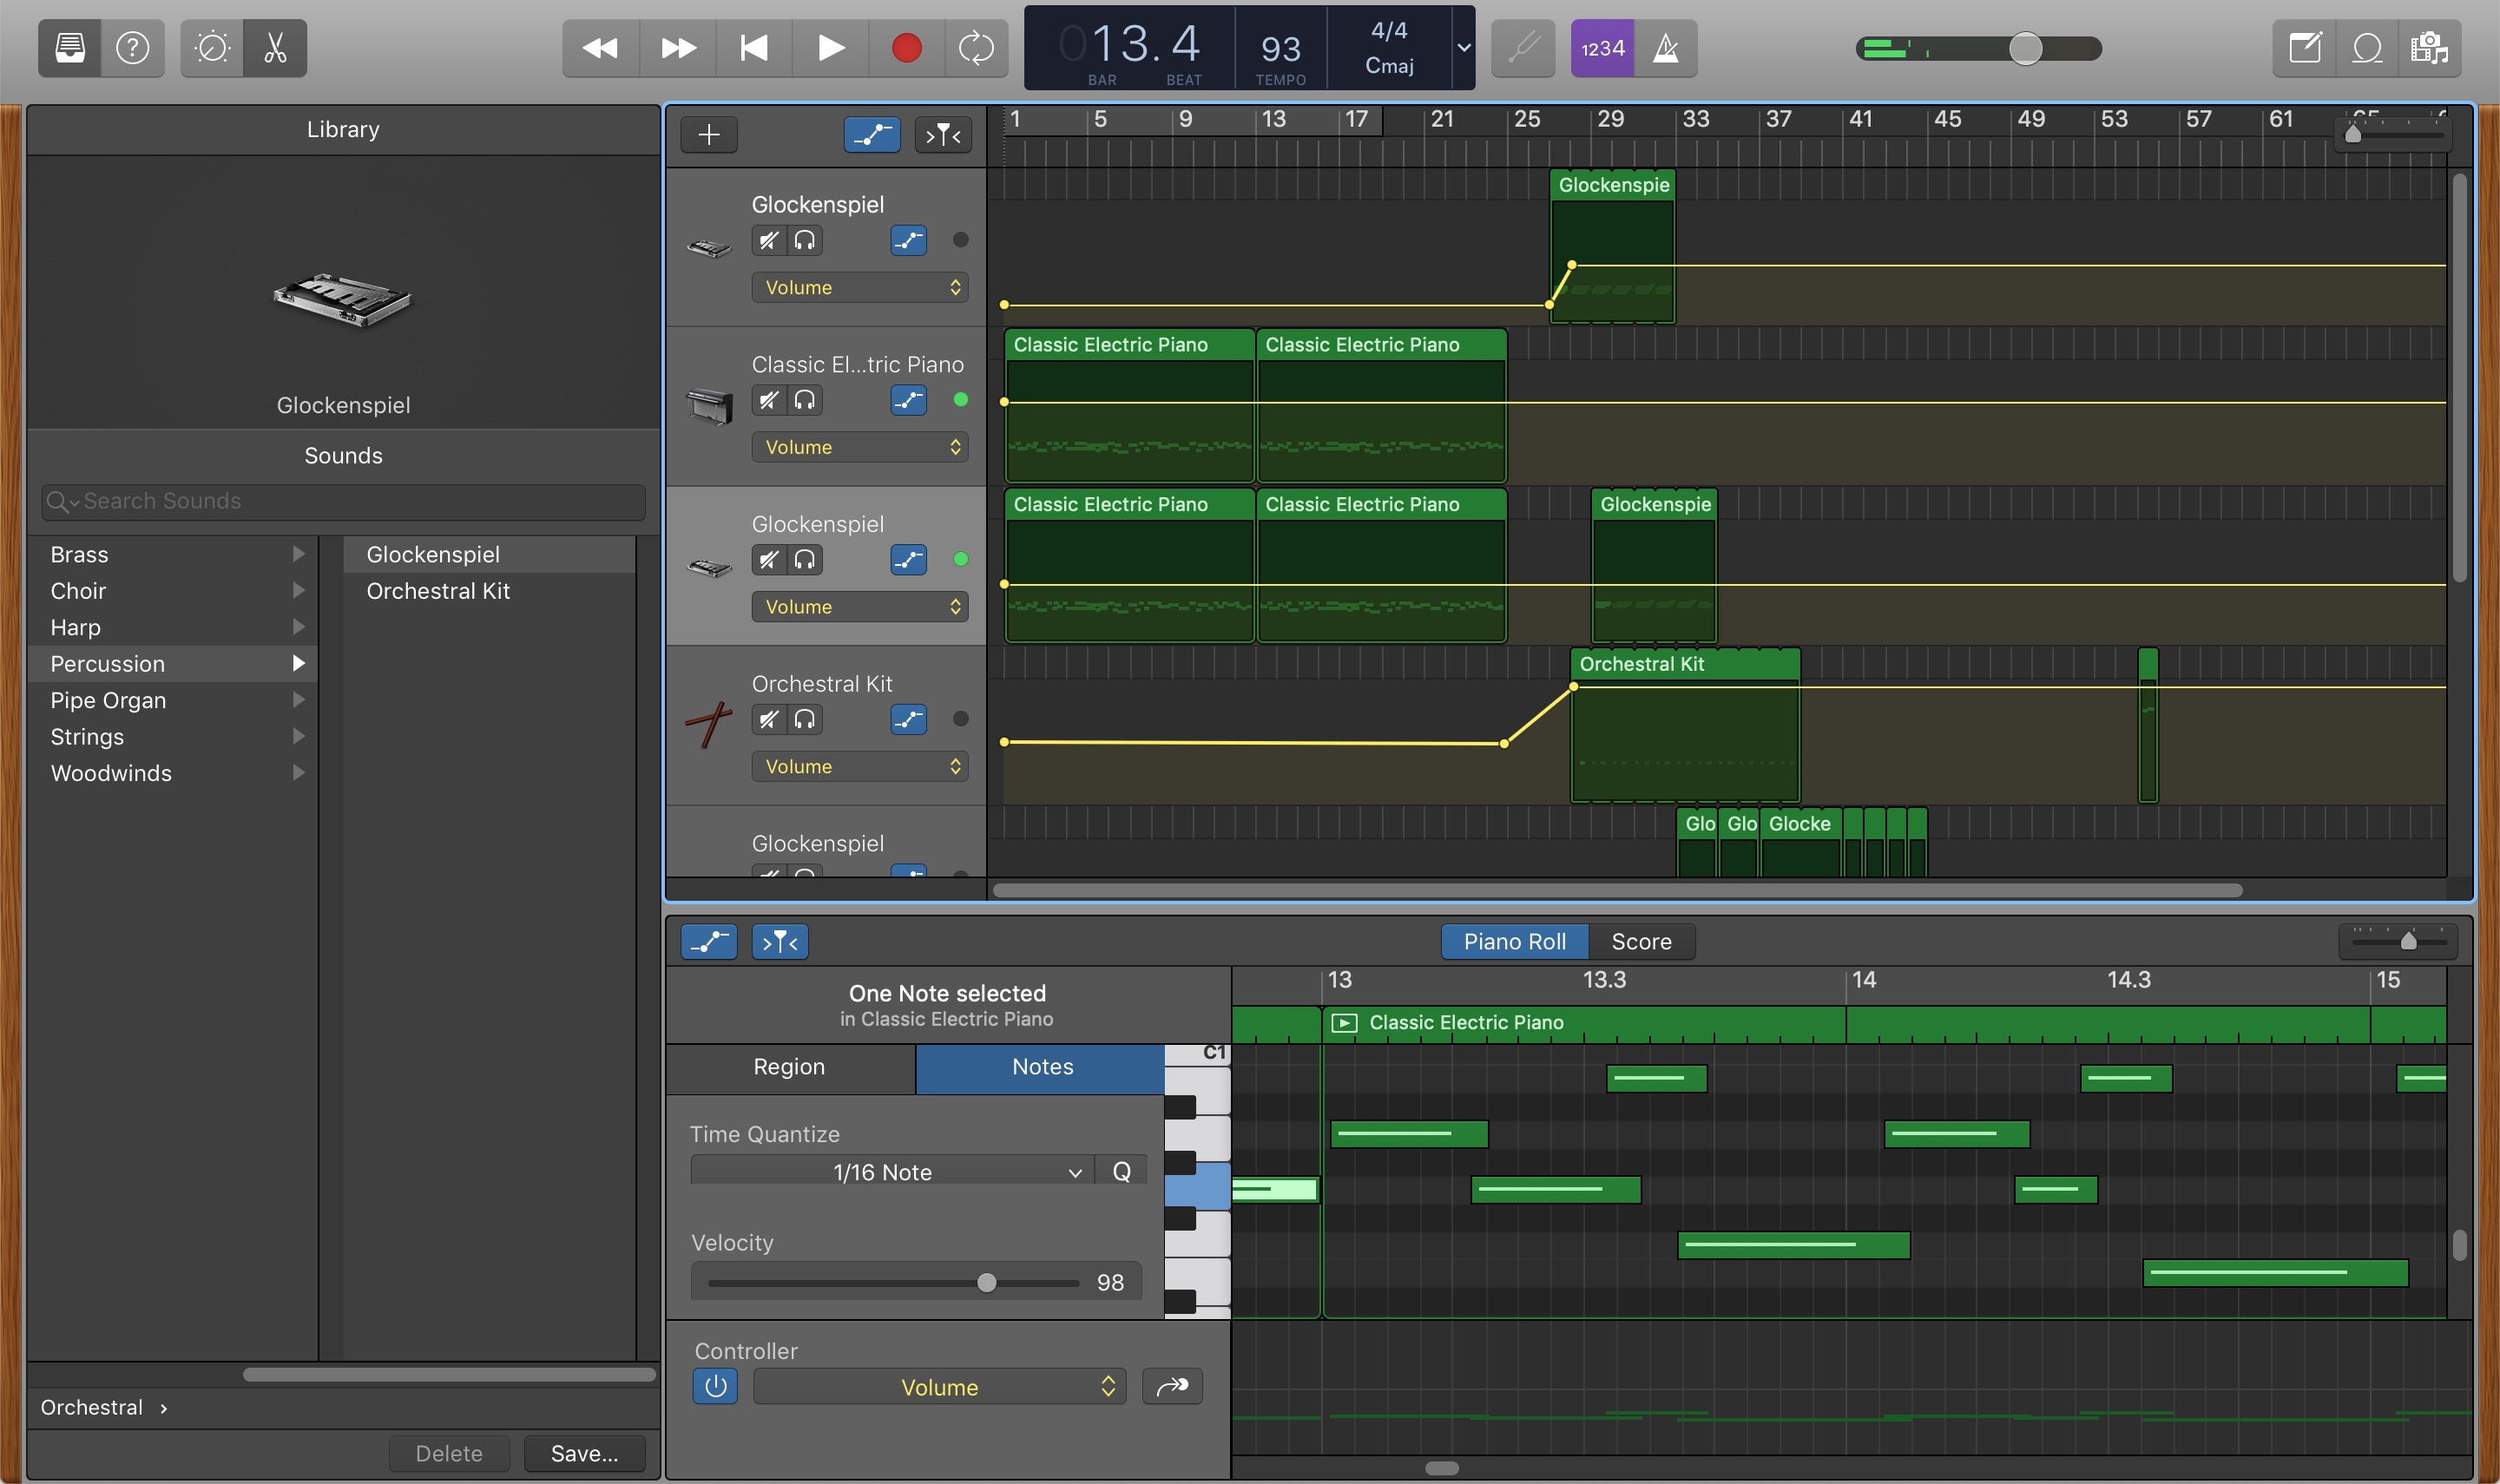 ?
013.4
BAR
BEAT
93
TEMPO
4/4
Cmaj
1234
Library
Glockenspiel
Sounds
Search Sounds
Brass
Choir
Harp
Percussion
Pipe Organ
Strings
Woodwinds
Glockenspiel
Orchestral Kit
Orchestral
Delete
Save...
1 5 9 13 17 21 25 29 33 37 41 45 49 53 57 61 65
Glockenspiel
Volume
Glockenspie
Classic El...tric Piano
Volume
Classic Electric Piano
Classic Electric Piano
Glockenspiel
Volume
Classic Electric Piano
Classic Electric Piano
Glockenspie
Orchestral Kit
Volume
Orchestral Kit
Glockenspiel
Glo
Glo
Glocke
Piano Roll
Score
One Note selected
in Classic Electric Piano
13 13.3 14 14.3 15
Classic Electric Piano
Region
Notes
C1
Time Quantize
1/16 Note
Q
Velocity
98
Controller
Volume